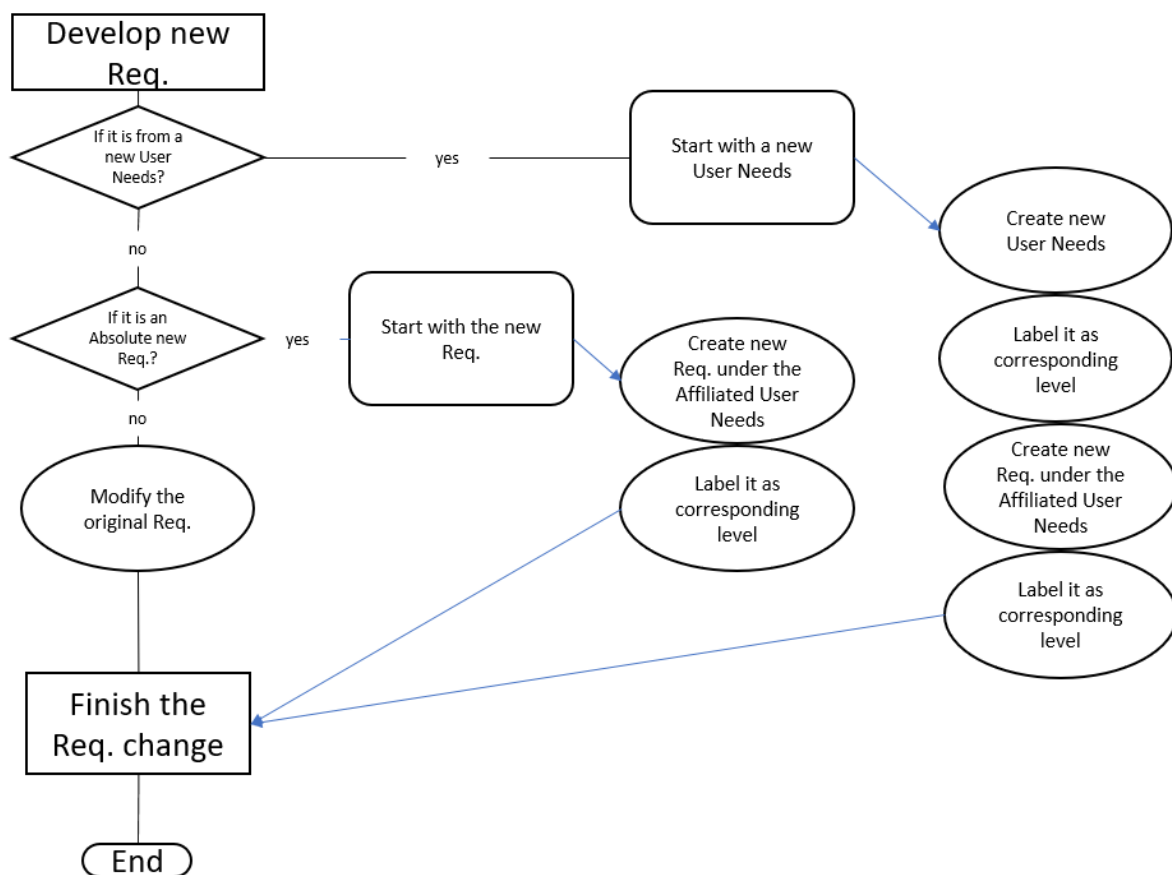 Develop new
Req.
If it is from a
new User
Needs?
yes
Start with a new
User Needs
Create new
User Needs
no
If it is an
Absolute new
Req.?
yes
Start with the new
Req.
Create new
Req. under the
Affiliated User
Needs
Label it as
corresponding
level
no
Modify the
original Req.
Label it as
corresponding
level
Create new
Req. under the
Affiliated User
Needs
Label it as
corresponding
level
Finish the
Req. change
End